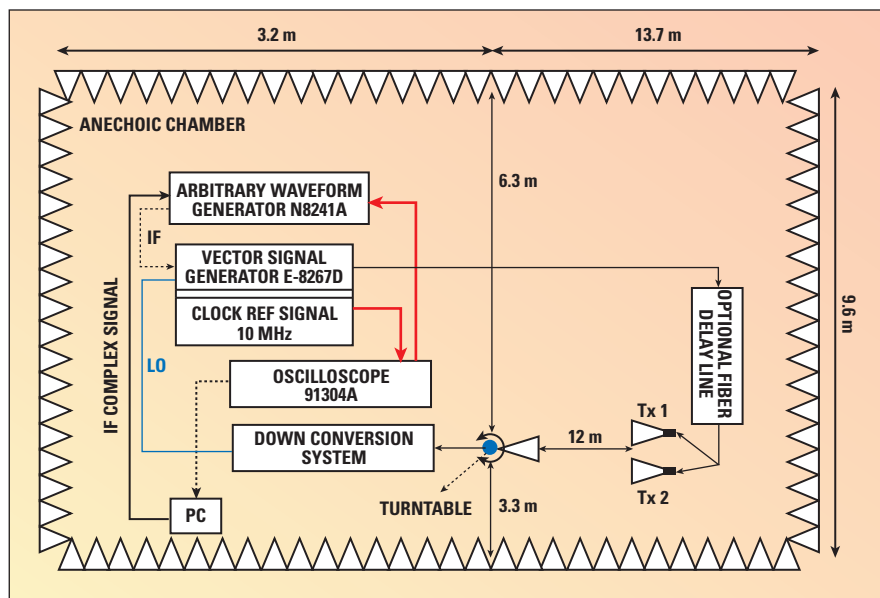 3.2 m
13.7 m
ANECHOIC CHAMBER
6.3 m
ARBITRARY WAVEFORM
GENERATOR N8241A
IF
VECTOR SIGNAL
GENERATOR E-8267D
CLOCK REF SIGNAL
10 MHz
OPTIONAL FIBER
DELAY LINE
9.6 m
IF COMPLEX SIGNAL
LO
OSCILLOSCOPE
91304A
Tx 1
DOWN CONVERSION
SYSTEM
12 m
Tx 2
TURNTABLE
3.3 m
PC